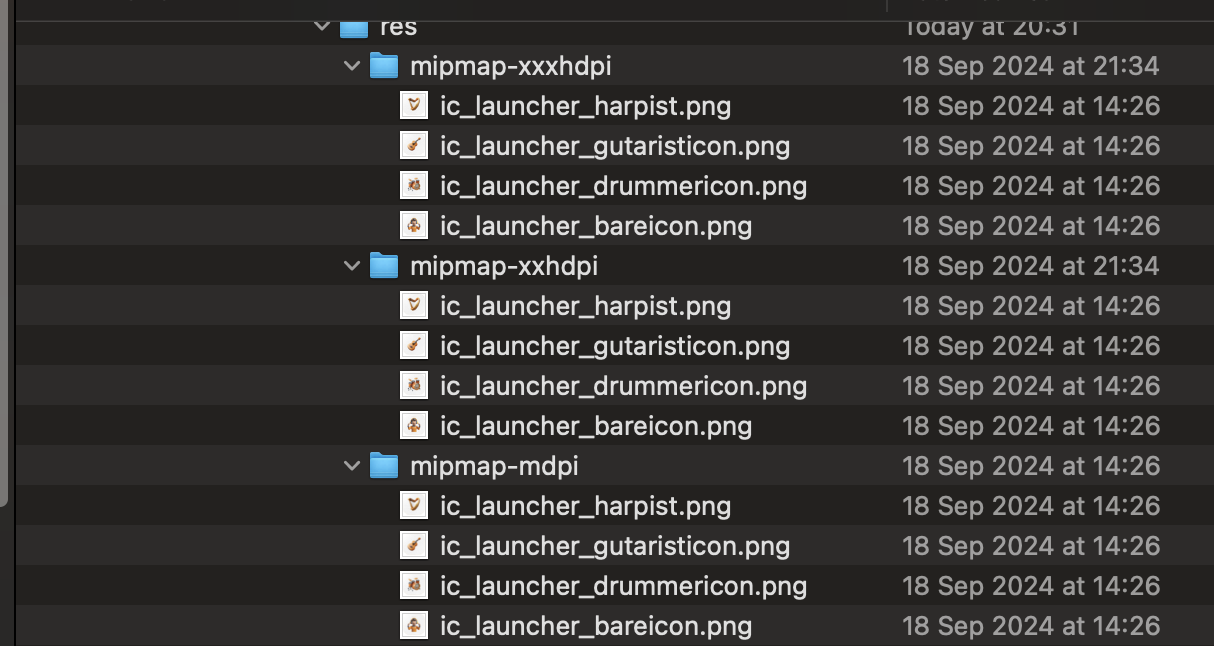 res Today at 20:31
mipmap-xxxhdpi 18 Sep 2024 at 21:34
ic_launcher_harpist.png 18 Sep 2024 at 14:26
ic_launcher_gutaristicon.png 18 Sep 2024 at 14:26
ic_launcher_drummericon.png 18 Sep 2024 at 14:26
ic_launcher_bareicon.png 18 Sep 2024 at 14:26
mipmap-xxhdpi 18 Sep 2024 at 21:34
ic_launcher_harpist.png 18 Sep 2024 at 14:26
ic_launcher_gutaristicon.png 18 Sep 2024 at 14:26
ic_launcher_drummericon.png 18 Sep 2024 at 14:26
ic_launcher_bareicon.png 18 Sep 2024 at 14:26
mipmap-mdpi 18 Sep 2024 at 14:26
ic_launcher_harpist.png 18 Sep 2024 at 14:26
ic_launcher_gutaristicon.png 18 Sep 2024 at 14:26
ic_launcher_drummericon.png 18 Sep 2024 at 14:26
ic_launcher_bareicon.png 18 Sep 2024 at 14:26